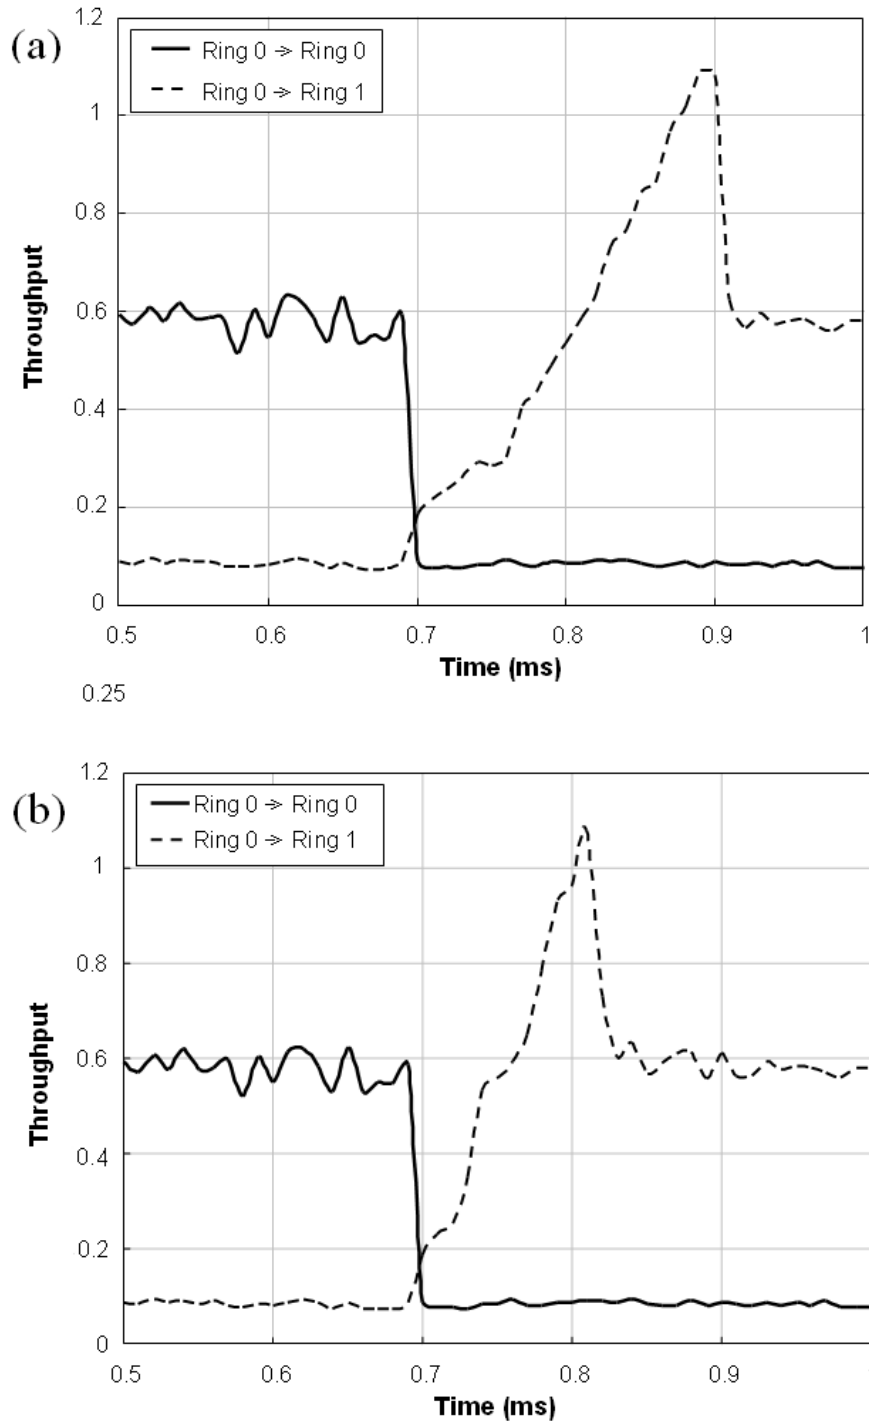 (a)
1.2
1
0.8
0.6
0.4
0.2
0
Throughput
Ring 0 -> Ring 0
Ring 0 -> Ring 1
0.5 0.6 0.7 0.8 0.9 1
Time (ms)
0.25
(b)
1.2
1
0.8
0.6
0.4
0.2
0
Throughput
Ring 0 -> Ring 0
Ring 0 -> Ring 1
0.5 0.6 0.7 0.8 0.9
Time (ms)